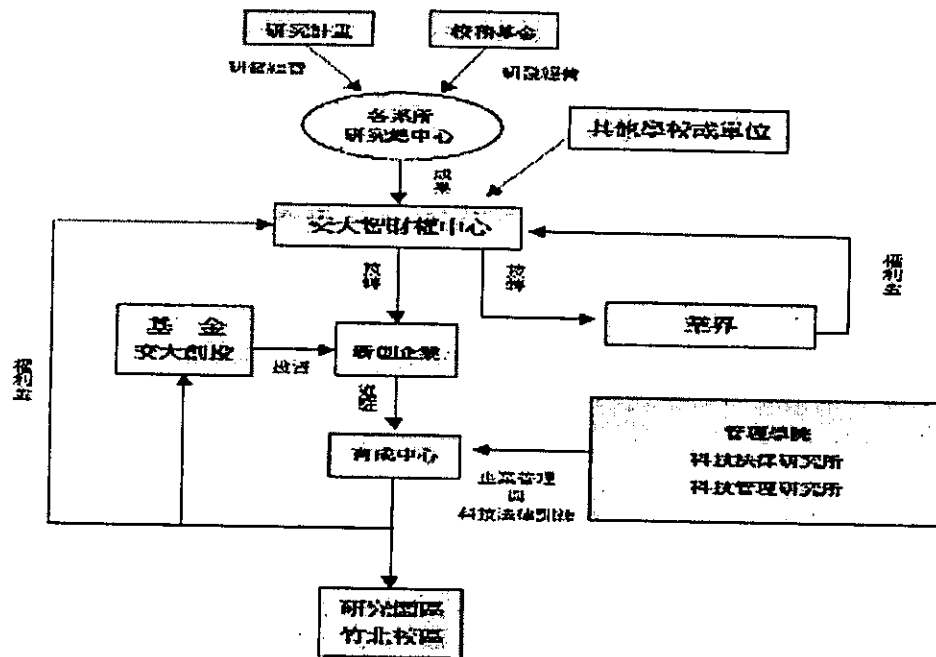 研究計畫
校務基金
研發經費
研發經費
各系所
研究中心
其他學校或單位
成果
交大智財權中心
技轉
技轉
權利金
業界
基 金
交大創投
投資
新創企業
進駐
權利金
育成中心
管理學院
科技法律研究所
科技管理研究所
企業管理
科技法律
研究園區
竹北校區